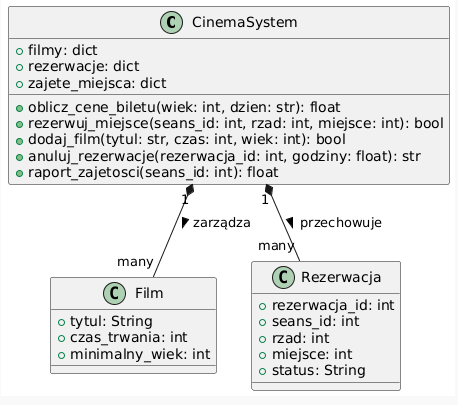 C CinemaSystem
filmy: dict
rezerwacje: dict
zajete_miejsca: dict
oblicz_cene_biletu(wiek: int, dzien: str): float
rezerwuj_miejsce(seans_id: int, rzad: int, miejsce: int): bool
dodaj_film(tytul: str, czas: int, wiek: int): bool
anuluj_rezerwacje(rezerwacja_id: int, godziny: float): str
raport_zajetosci(seans_id: int): float
1 1
zarządza przechowuje
many many
C Film
tytul: String
czas_trwania: int
minimalny_wiek: int
C Rezerwacja
rezerwacja_id: int
seans_id: int
rzad: int
miejsce: int
status: String